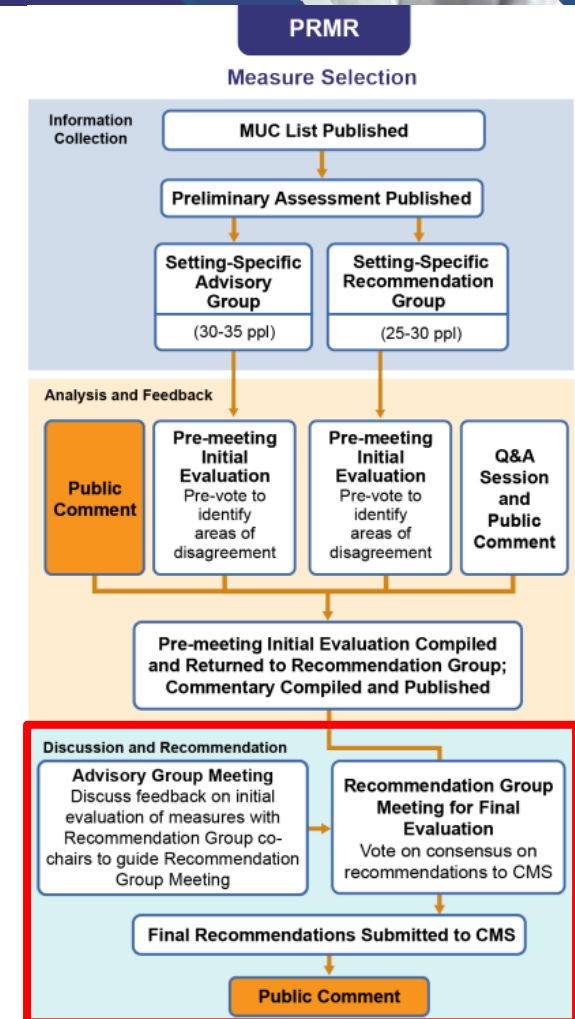 PRMR
Measure Selection
Information
Collection
MUC List Published
Preliminary Assessment Published
Setting-Specific
Advisory
Group
(30-35 ppl)
Setting-Specific
Recommendation
Group
(25-30 ppl)
Analysis and Feedback
Public
Comment
Pre-meeting
Initial
Evaluation
Pre-vote to
identify
areas of
disagreement
Pre-meeting
Initial
Evaluation
Pre-vote to
identify
areas of
disagreement
Q&A
Session
and
Public
Comment
Pre-meeting Initial Evaluation Compiled
and Returned to Recommendation Group;
Commentary Compiled and Published
Discussion and Recommendation
Advisory Group Meeting
Discuss feedback on initial
evaluation of measures with
Recommendation Group co-
chairs to guide Recommendation
Group Meeting
Recommendation Group
Meeting for Final
Evaluation
Vote on consensus on
recommendations to CMS
Final Recommendations Submitted to CMS
Public Comment